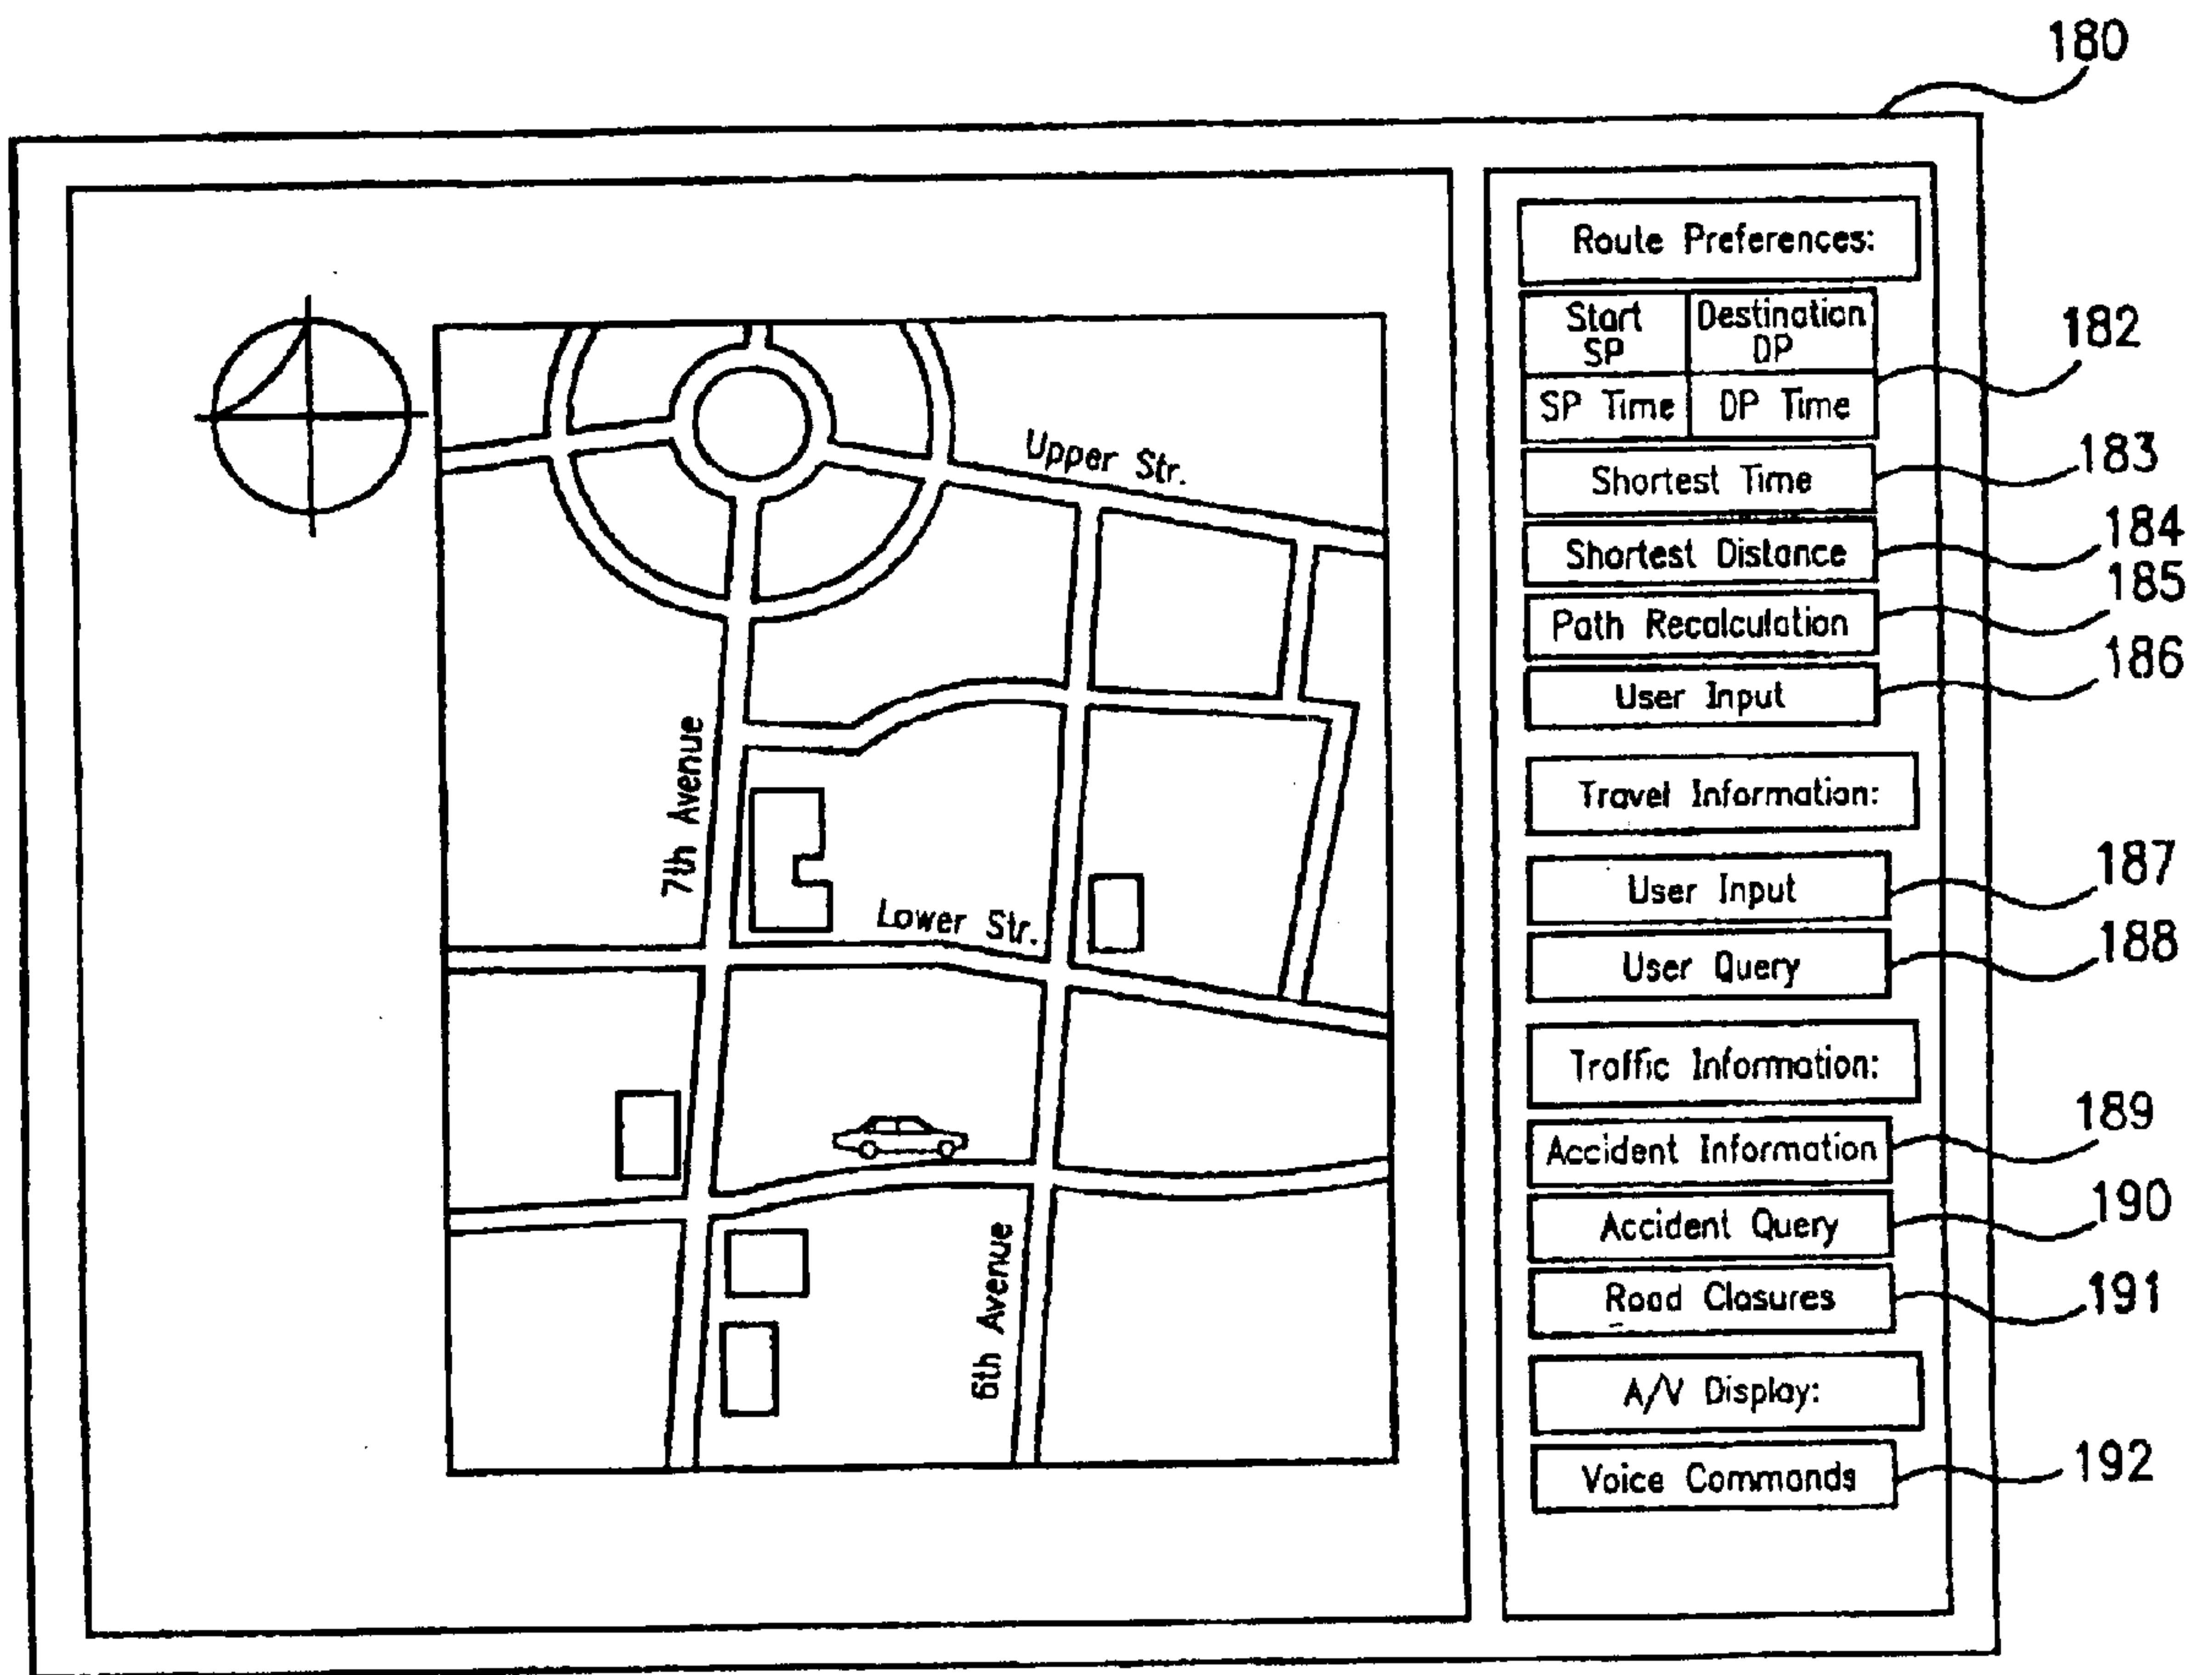 180
Route Preferences:
Start Destination
SP DP
182
SP Time DP Time
183
Shortest Time
184
Shortest Distance
185
Path Recalculation
186
User Input
Travel Information:
187
User Input
188
User Query
Traffic Information:
189
Accident Information
190
Accident Query
191
Road Closures
A/V Display:
192
Voice Commands
Upper Str.
7th Avenue
Lower Str.
6th Avenue